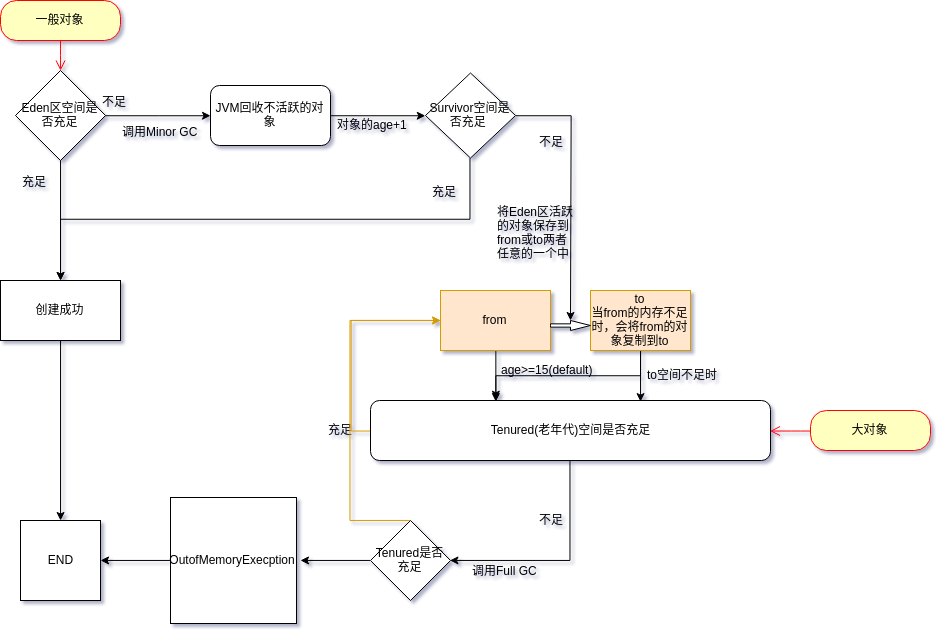 一般对象
Eden区空间是
否充足
不足
调用Minor GC
JVM回收不活跃的对
象
对象的age+1
Survivor空间是
否充足
不足
充足
充足
将Eden区活跃
的对象保存到
from或to两者
任意的一个中
创建成功
from
to
当from的内存不足
时，会将from的对
象复制到to
age>=15(default)
to空间不足时
充足
Tenured(老年代)空间是否充足
大对象
不足
调用Full GC
Tenured是否
充足
OutofMemoryExecption
END